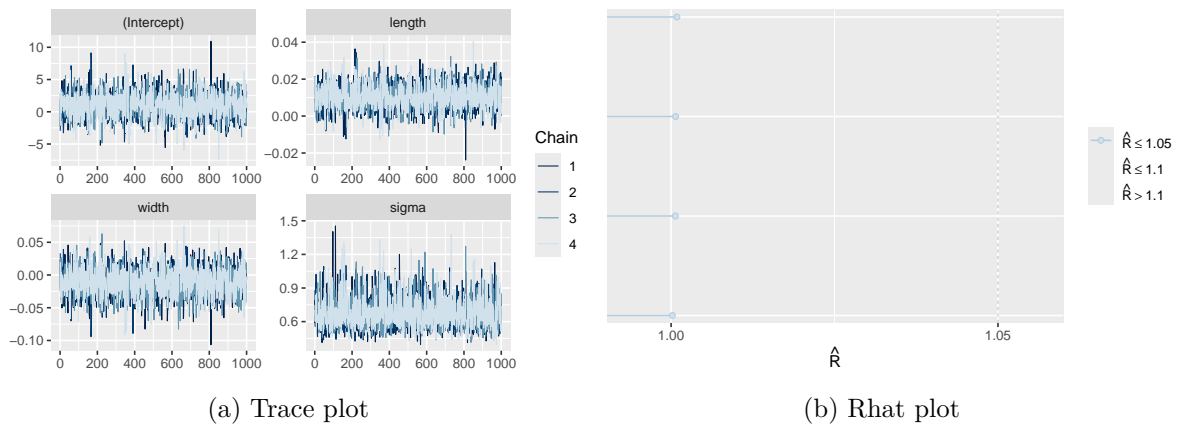 (Intercept)
length
10
5
0
−5
0.04
0.02
0.00
−0.02
0 200 400 600 800 1000
0 200 400 600 800 1000
width
sigma
0.05
0.00
−0.05
−0.10
1.5
1.2
0.9
0.6
0 200 400 600 800 1000
0 200 400 600 800 1000
Chain
1
2
3
4
(a) Trace plot
1.00 1.05
R̂
R̂ ≤ 1.05
R̂ ≤ 1.1
R̂ > 1.1
(b) Rhat plot